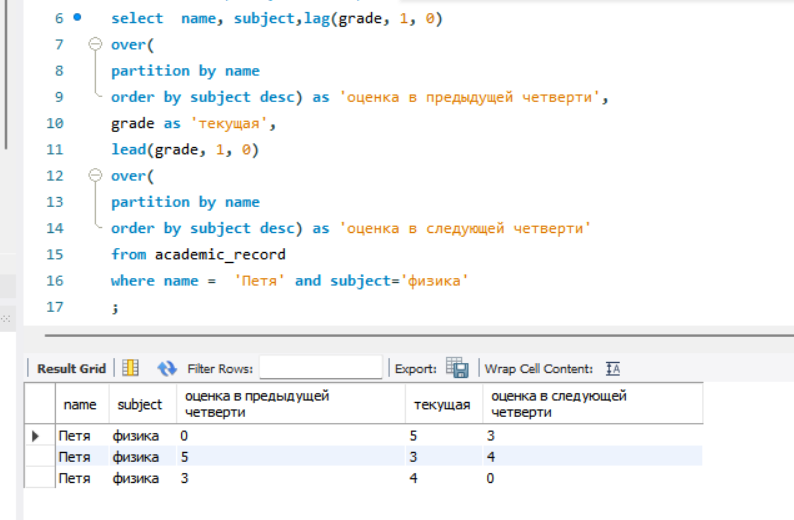 6 select name, subject,lag(grade, 1, 0)
7 over(
8 partition by name
9 order by subject desc) as 'оценка в предыдущей четверти',
10 grade as 'текущая',
11 lead(grade, 1, 0)
12 over(
13 partition by name
14 order by subject desc) as 'оценка в следующей четверти'
15 from academic_record
16 where name = 'Петя' and subject='физика'
17 ;
Result Grid Filter Rows: Export: Wrap Cell Content:
name subject оценка в предыдущей четверти текущая оценка в следующей четверти
Петя физика 0 5 3
Петя физика 5 3 4
Петя физика 3 4 0